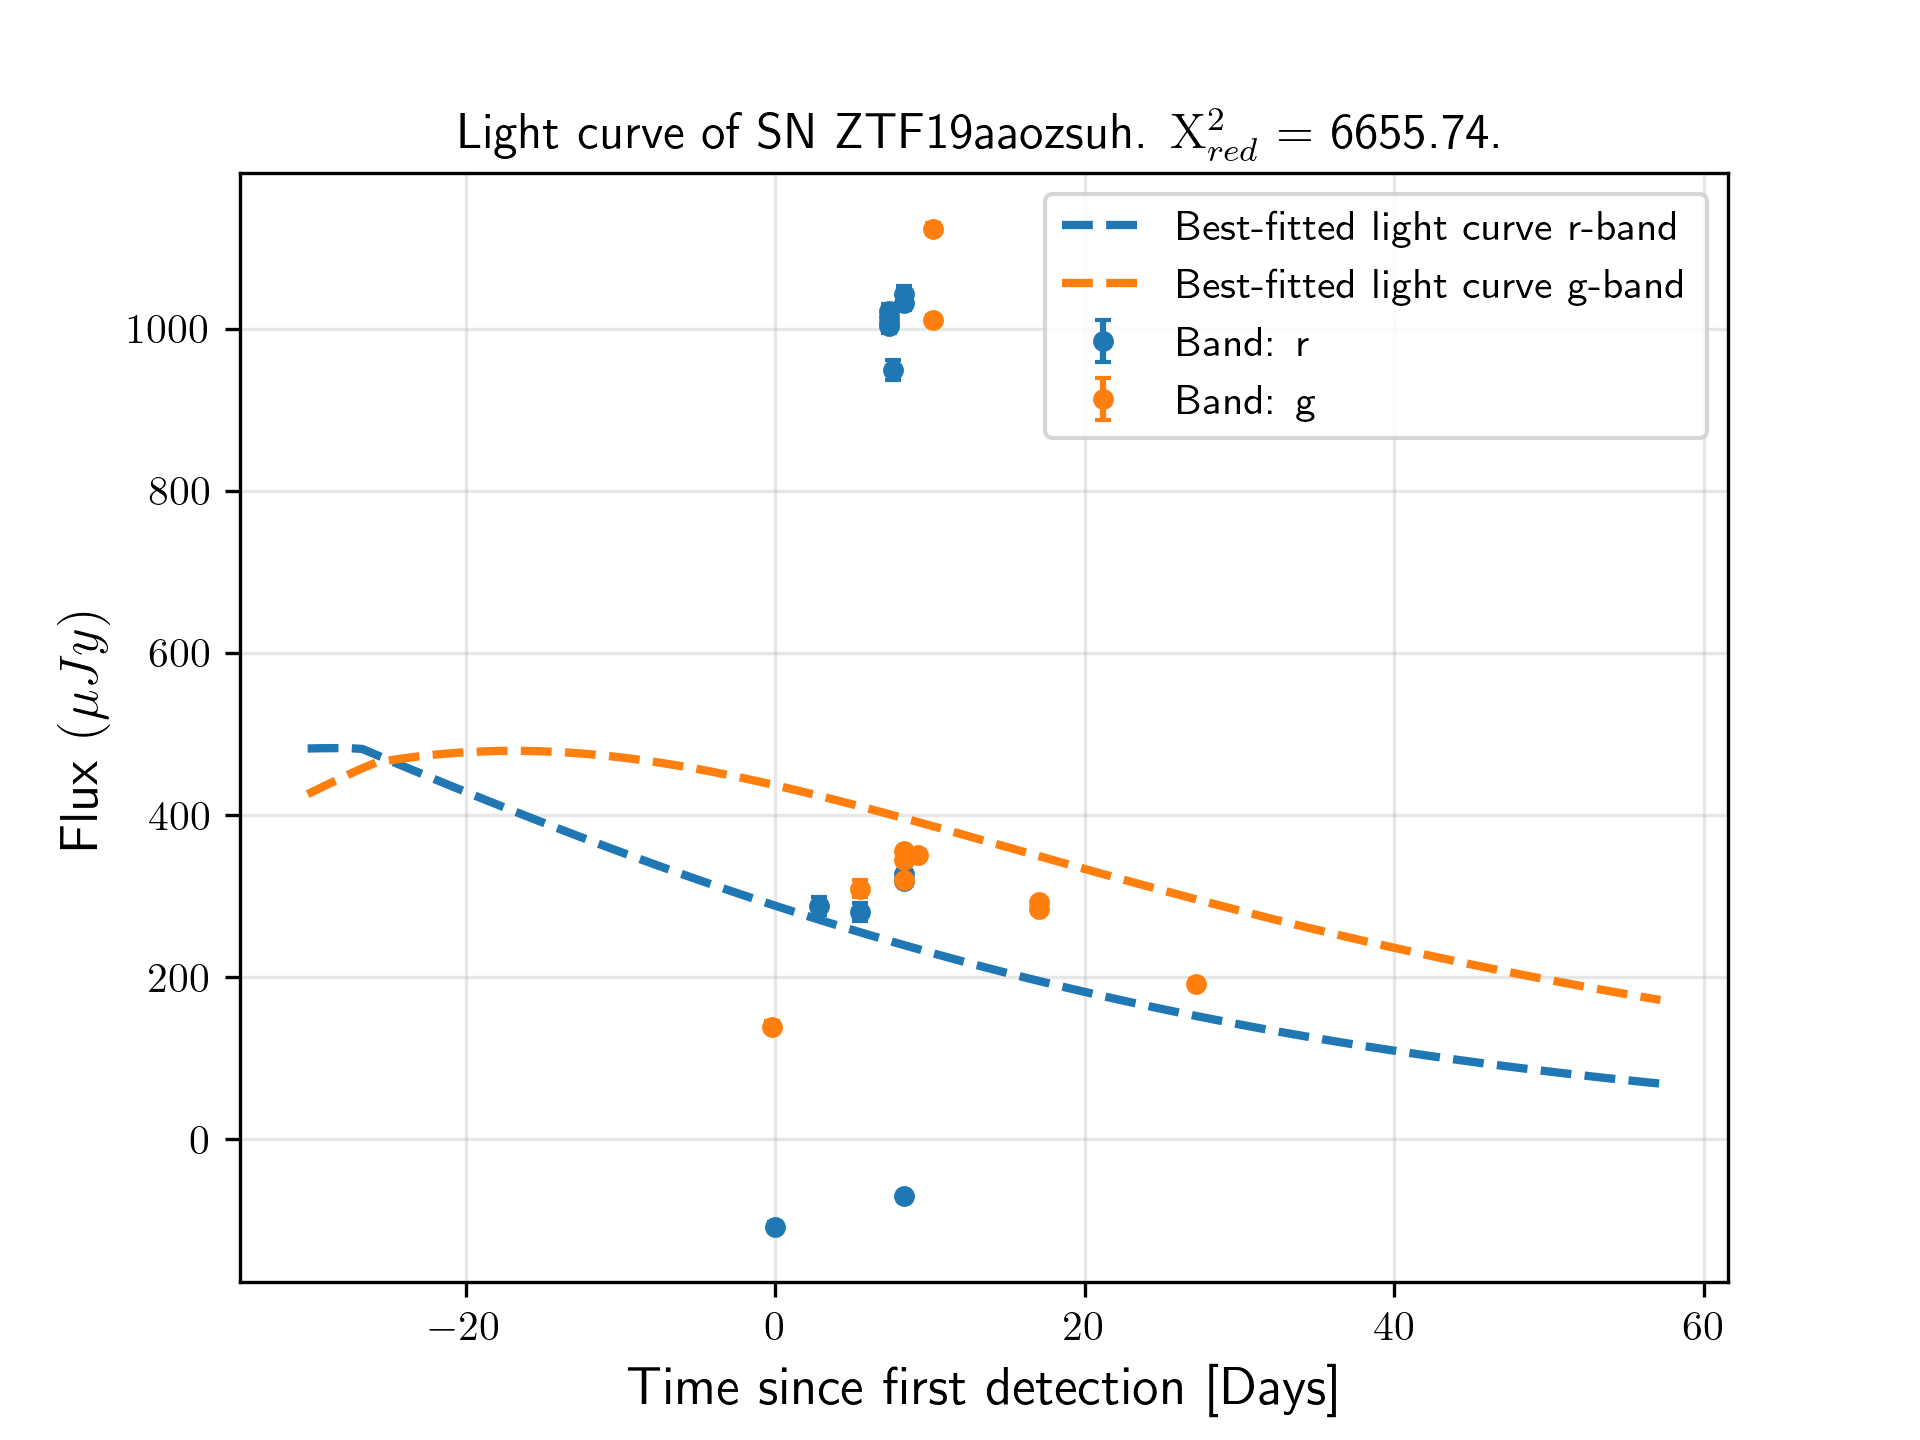 Light curve of SN ZTF19aaozsuh. X²_red = 6655.74.
Best-fitted light curve r-band
Best-fitted light curve g-band
Band: r
Band: g
Flux (μJy)
1000
800
600
400
200
0
−20 0 20 40 60
Time since first detection [Days]